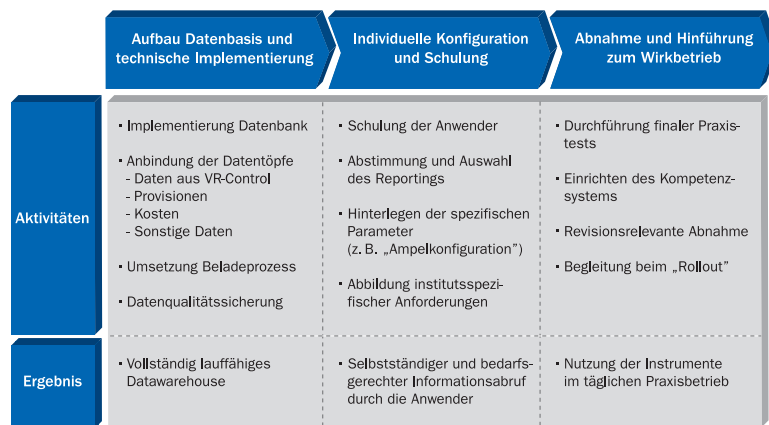 Aufbau Datenbasis und
technische Implementierung
Individuelle Konfiguration
und Schulung
Abnahme und Hinführung
zum Wirkbetrieb
Aktivitäten
· Implementierung Datenbank
· Anbindung der Datentöpfe
- Daten aus VR-Control
- Provisionen
- Kosten
- Sonstige Daten
· Umsetzung Beladeprozess
· Datenqualitätssicherung
· Schulung der Anwender
· Abstimmung und Auswahl
des Reportings
· Hinterlegen der spezifischen
Parameter
(z. B. „Ampelkonfiguration”)
· Abbildung institutsspezi-
fischer Anforderungen
· Durchführung finaler Praxis-
tests
· Einrichten des Kompetenz-
systems
· Revisionsrelevante Abnahme
· Begleitung beim „Rollout”
Ergebnis
· Vollständig lauffähiges
Datawarehouse
· Selbstständiger und bedarfs-
gerechter Informationsabruf
durch die Anwender
· Nutzung der Instrumente
im täglichen Praxisbetrieb